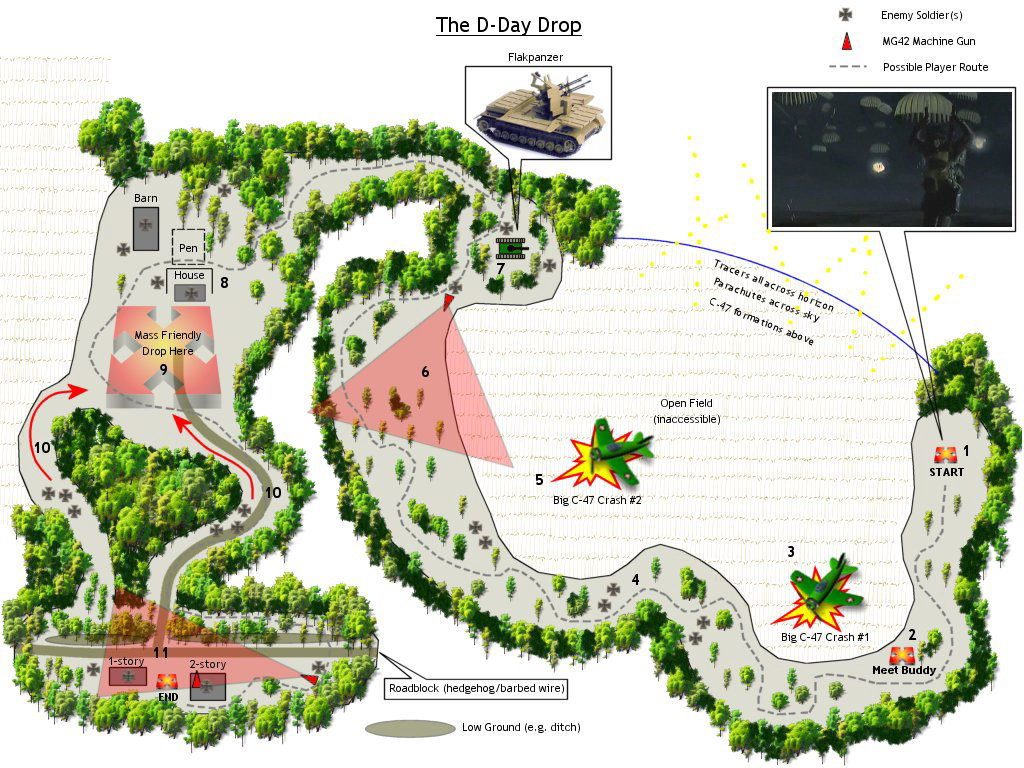 The D-Day Drop
Enemy Soldier(s)
MG42 Machine Gun
Possible Player Route
Flakpanzer
Barn
Pen
House
8
7
Tracers all across horizon
Parachutes across sky
C-47 formations above
Mass Friendly
Drop Here
9
6
Open Field
(inaccessible)
1
START
10
10
5
Big C-47 Crash #2
3
4
Big C-47 Crash #1
2
Meet Buddy
11
1-story
2-story
END
Roadblock (hedgehog/barbed wire)
Low Ground (e.g. ditch)